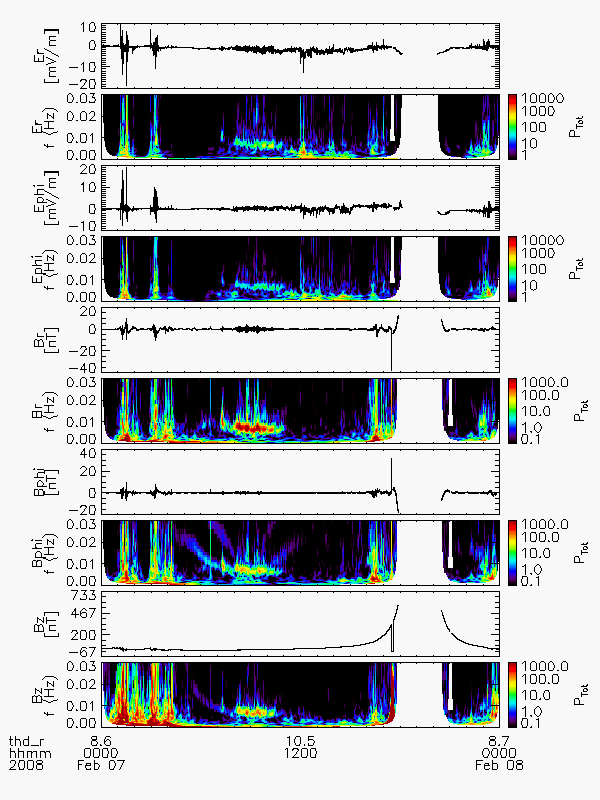 Er
[mV/m]
10
0
-10
-20
Er
f (Hz)
0.03
0.02
0.01
0.00
10000
1000
100
10
1
P_Tot
Ephi
[mV/m]
20
10
0
-10
Ephi
f (Hz)
0.03
0.02
0.01
0.00
10000
1000
100
10
1
P_Tot
Br
[nT]
20
0
-20
-40
Br
f (Hz)
0.03
0.02
0.01
0.00
1000.0
100.0
10.0
1.0
0.1
P_Tot
Bphi
[nT]
40
20
0
-20
Bphi
f (Hz)
0.03
0.02
0.01
0.00
1000.0
100.0
10.0
1.0
0.1
P_Tot
Bz
[nT]
733
467
200
-67
Bz
f (Hz)
0.03
0.02
0.01
0.00
1000.0
100.0
10.0
1.0
0.1
P_Tot
thd_r 8.6 10.5 8.7
hhmm 0000 1200 0000
2008 Feb 07 Feb 08